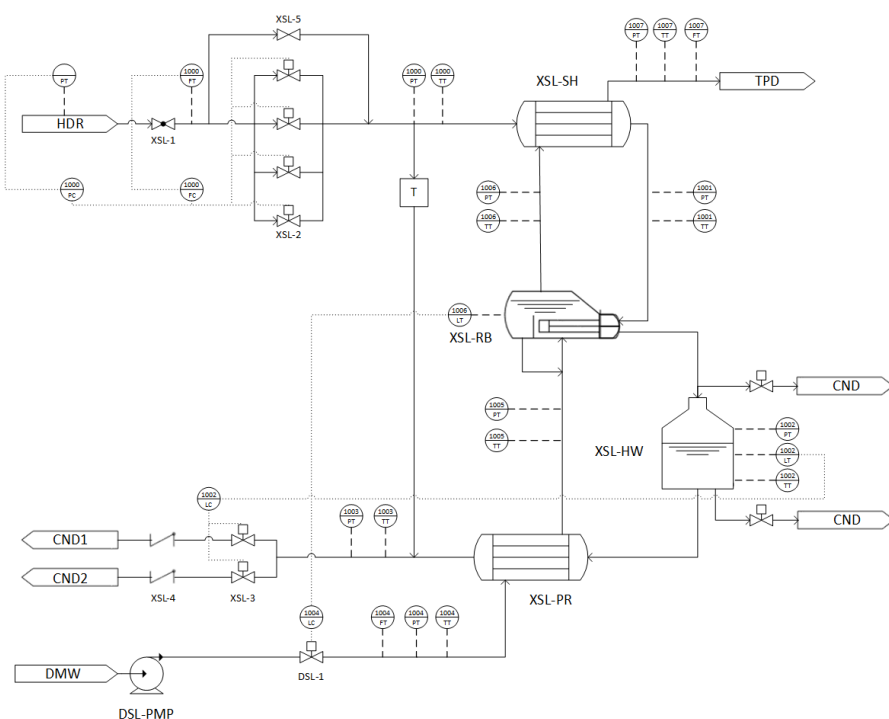 XSL-5
1007
PT
1007
TT
1007
FT
PT
1000
FT
1000
PT
1000
TT
XSL-SH
TPD
HDR
XSL-1
1000
PC
1000
FC
T
1006
PT
1001
PT
1006
TT
1001
TT
XSL-2
1006
LT
XSL-RB
CND
1005
PT
1005
TT
1002
PT
XSL-HW
1002
LT
1002
TT
1002
LC
1003
PT
1003
TT
CND
CND1
CND2
XSL-4
XSL-3
XSL-PR
1004
LC
1004
FT
1004
PT
1004
TT
DMW
DSL-1
DSL-PMP